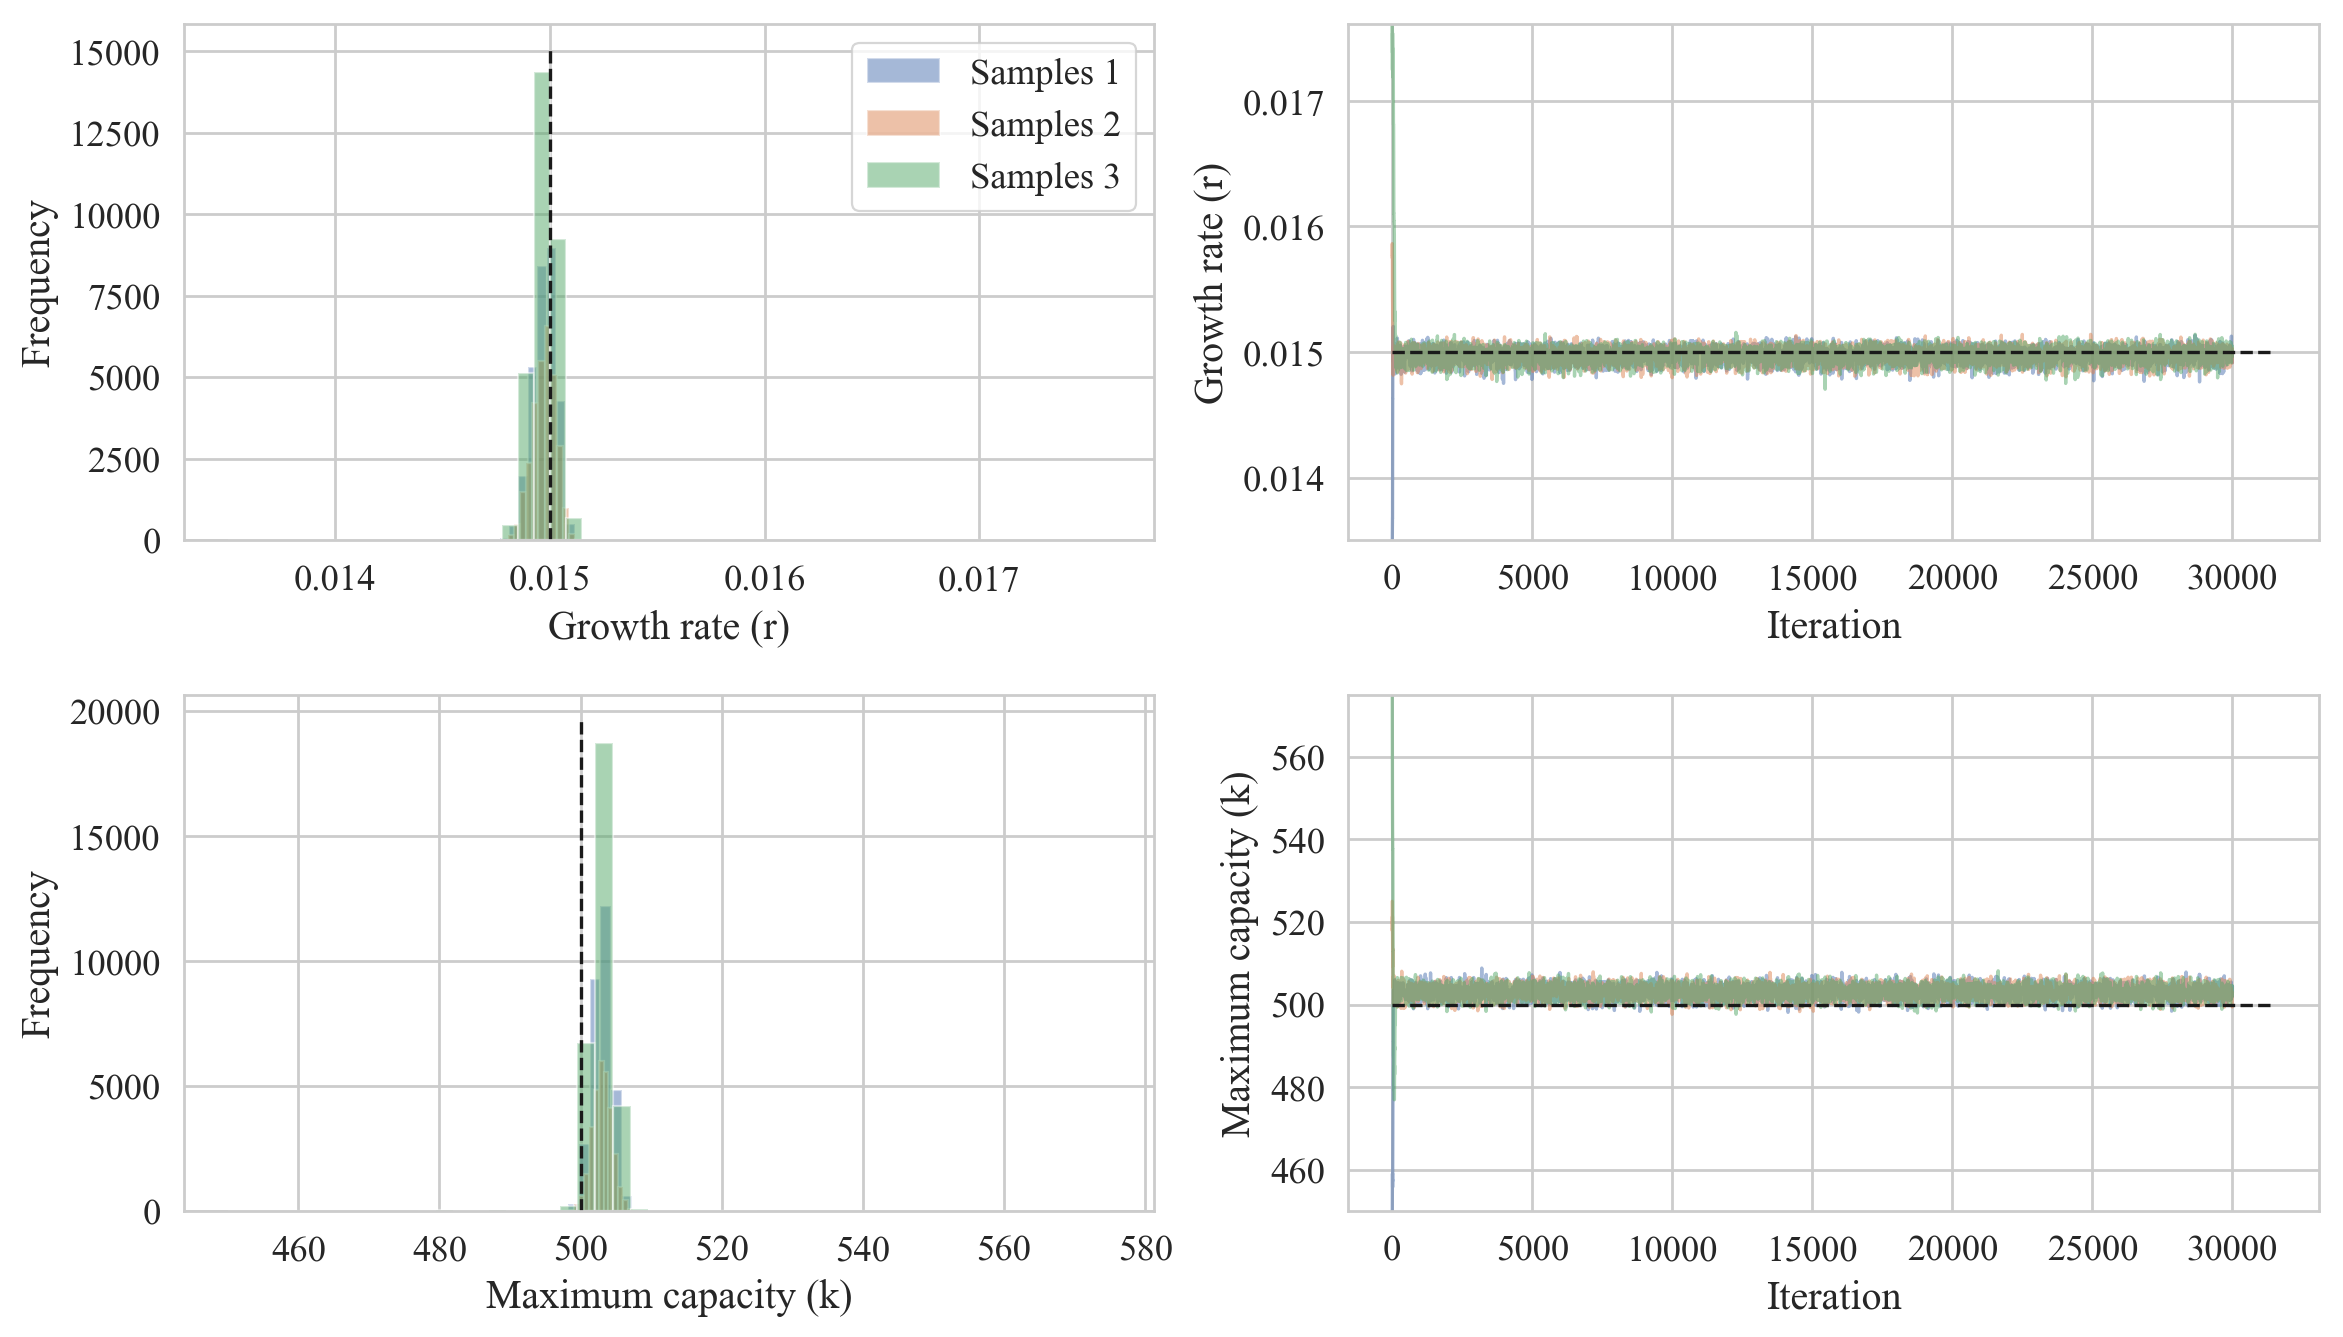 15000
12500
10000
7500
5000
2500
0
Frequency
0.014 0.015 0.016 0.017
Growth rate (r)
Samples 1
Samples 2
Samples 3
0.017
0.016
0.015
0.014
Growth rate (r)
0 5000 10000 15000 20000 25000 30000
Iteration
20000
15000
10000
5000
0
Frequency
460 480 500 520 540 560 580
Maximum capacity (k)
560
540
520
500
480
460
Maximum capacity (k)
0 5000 10000 15000 20000 25000 30000
Iteration